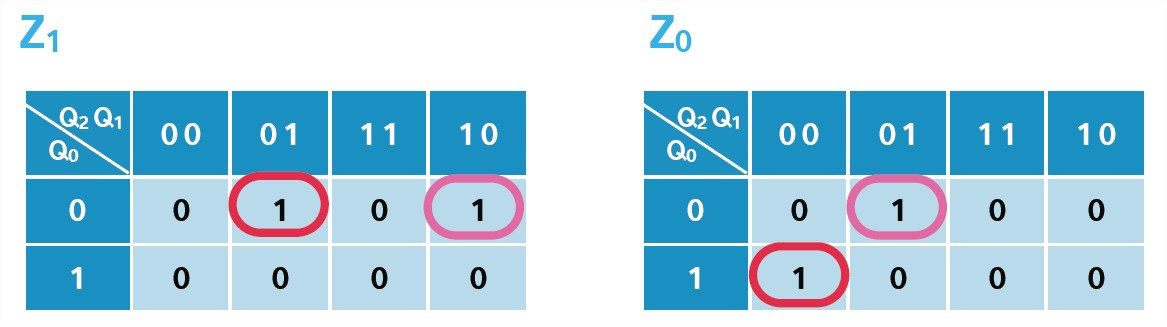 Z₁ Z₀
Q₂ Q₁ 00 01 11 10 Q₂ Q₁ 00 01 11 10
Q₀ Q₀
0 0 1 0 1 0 0 1 0 0
1 0 0 0 0 1 1 0 0 0